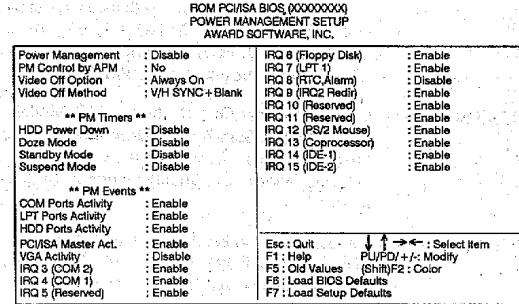 ROM PCI/ISA BIOS (XXXXXXXX)
POWER MANAGEMENT SETUP
AWARD SOFTWARE, INC.
Power Management : Disable
PM Control by APM : No
Video Off Option : Always On
Video Off Method : V/H SYNC+Blank
** PM Timers **
HDD Power Down : Disable
Doze Mode : Disable
Standby Mode : Disable
Suspend Mode : Disable
** PM Events **
COM Ports Activity : Enable
LPT Ports Activity : Enable
HDD Ports Activity : Enable
PCI/ISA Master Act. : Enable
VGA Activity : Disable
IRQ 3 (COM 2) : Enable
IRQ 4 (COM 1) : Enable
IRQ 5 (Reserved) : Enable
IRQ 6 (Floppy Disk) : Enable
IRQ 7 (LPT 1) : Enable
IRQ 8 (RTC,Alarm) : Disable
IRQ 9 (IRQ2 Redir) : Enable
IRQ 10 (Reserved) : Enable
IRQ 11 (Reserved) : Enable
IRQ 12 (PS/2 Mouse) : Enable
IRQ 13 (Coprocessor) : Enable
IRQ 14 (IDE-1) : Enable
IRQ 15 (IDE-2) : Enable
Esc : Quit ↓ ↑ → ← : Select Item
F1 : Help PU/PD/+/- : Modify
F5 : Old Values (Shift)F2 : Color
F6 : Load BIOS Defaults
F7 : Load Setup Defaults